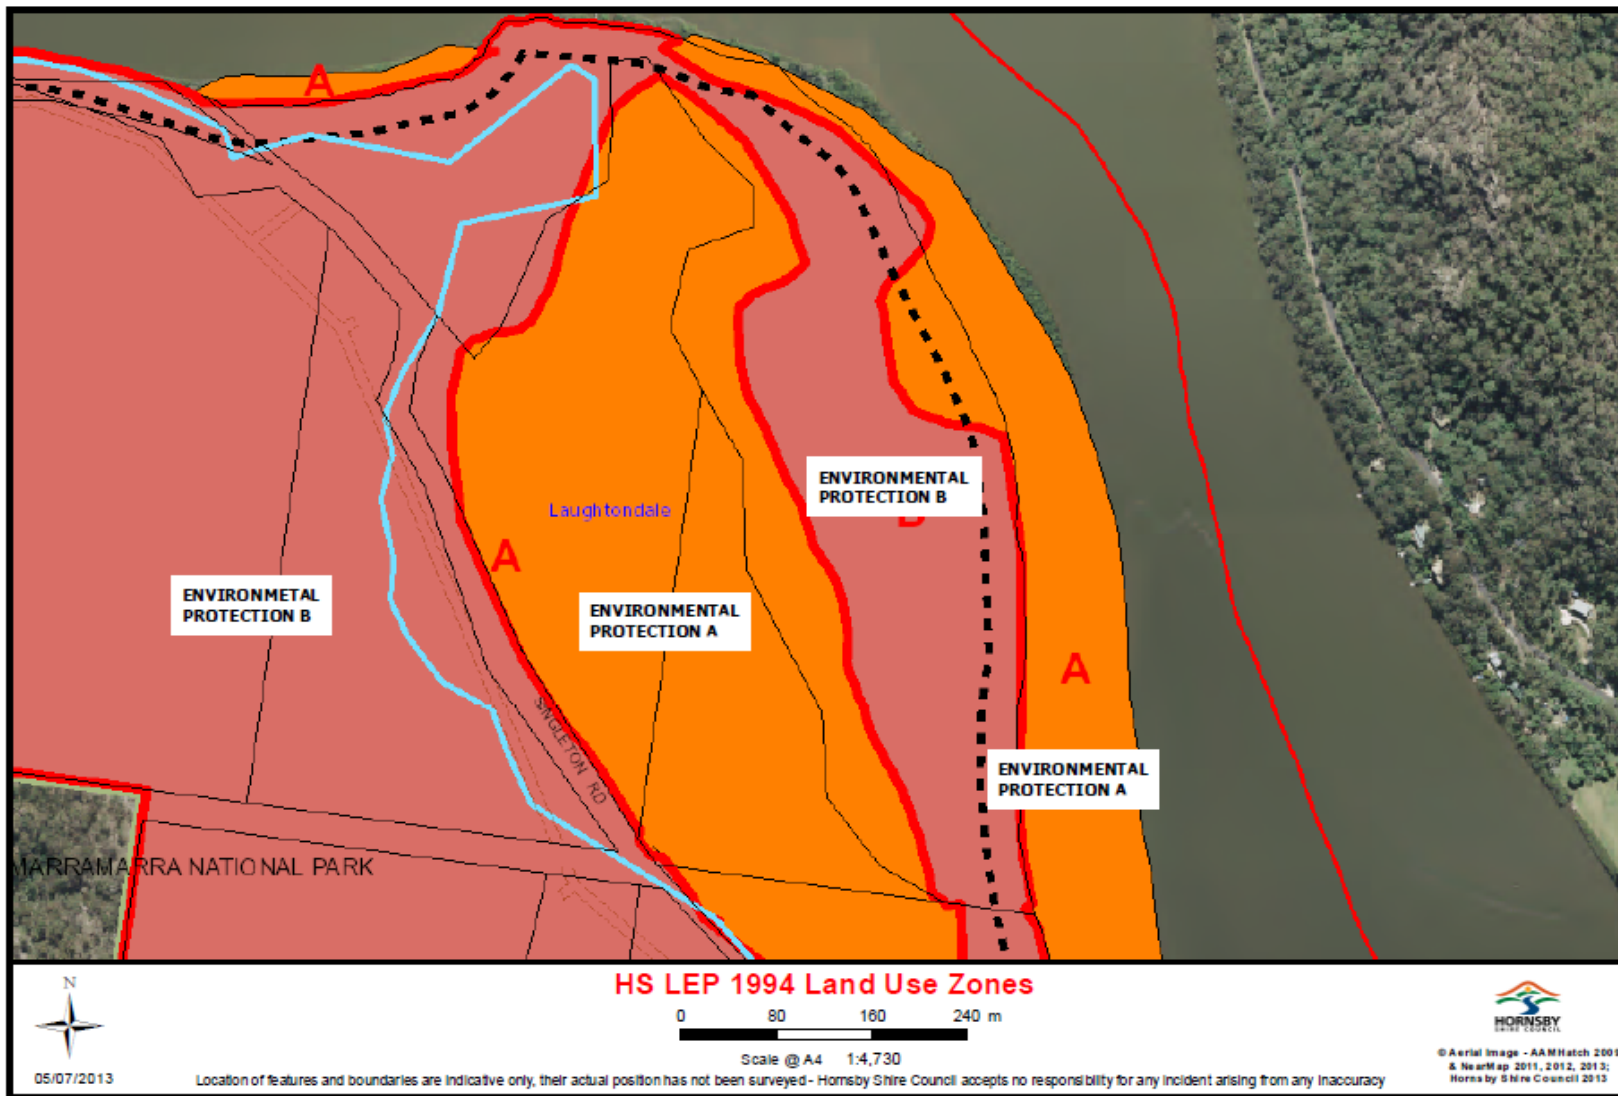 A
ENVIRONMENTAL
PROTECTION B
B
Laughtondale
A
ENVIRONMETAL
PROTECTION B
ENVIRONMENTAL
PROTECTION A
A
SINGLETON RD
ENVIRONMENTAL
PROTECTION A
MARRAMARRA NATIONAL PARK
HS LEP 1994 Land Use Zones
N
0 80 160 240 m
Scale @ A4 1:4,730
05/07/2013
Location of features and boundaries are indicative only, their actual position has not been surveyed - Hornsby Shire Council accepts no responsibility for any incident arising from any inaccuracy
HORNSBY
SHIRE COUNCIL
© Aerial Image - AAMHatch 2009
& NearMap 2011, 2012, 2013;
Hornsby Shire Council 2013